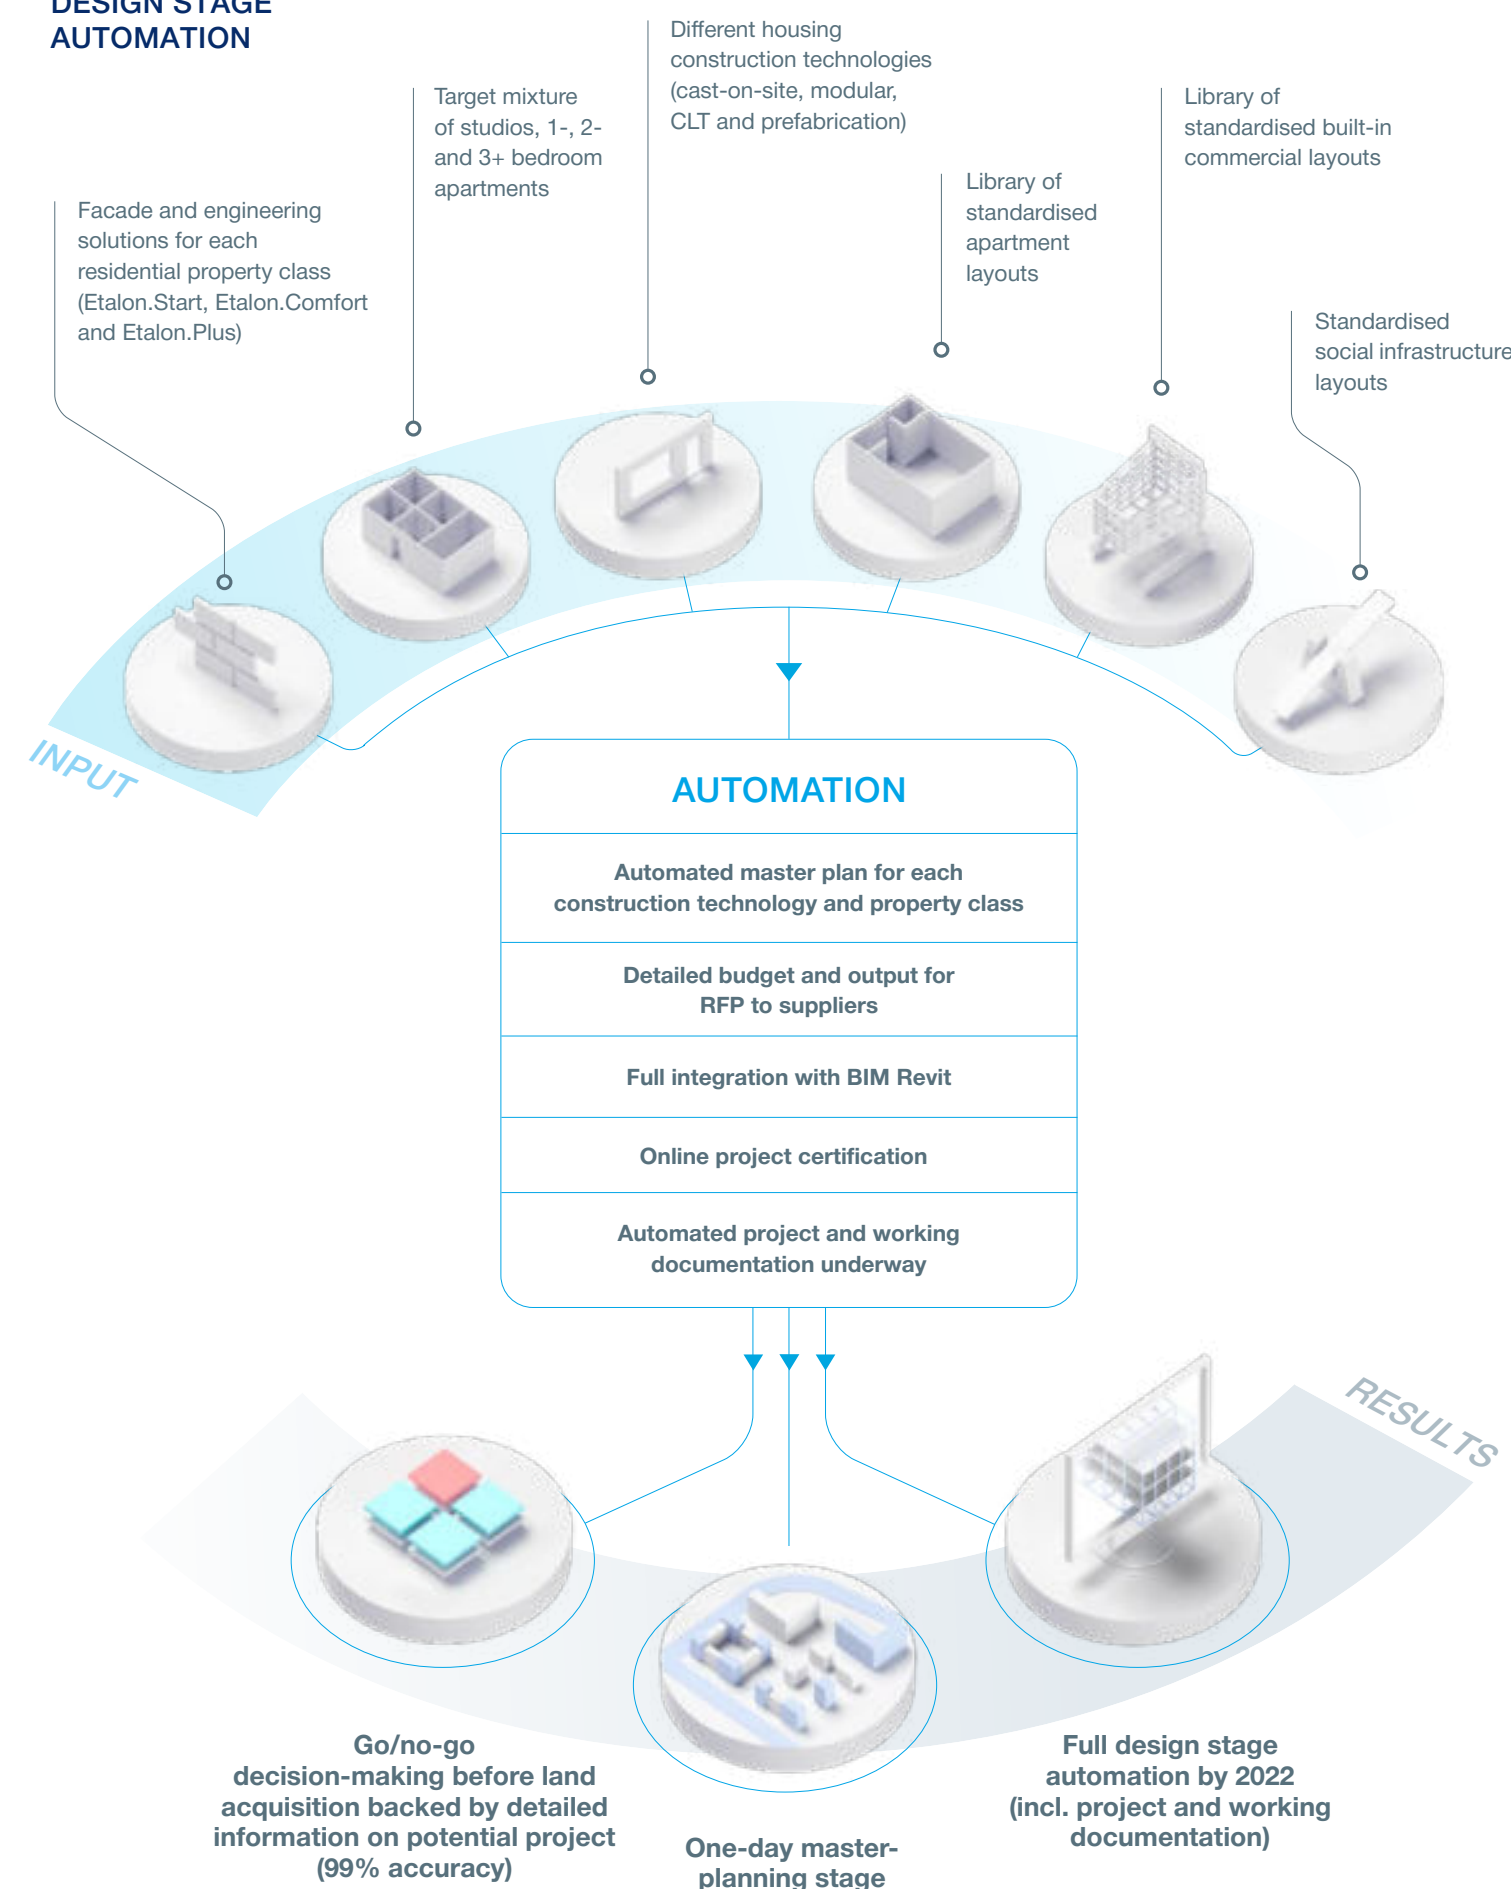 DESIGN STAGE
AUTOMATION
Facade and engineering
solutions for each
residential property class
(Etalon.Start, Etalon.Comfort
and Etalon.Plus)
Target mixture
of studios, 1-, 2-
and 3+ bedroom
apartments
Different housing
construction technologies
(cast-on-site, modular,
CLT and prefabrication)
Library of
standardised
apartment
layouts
Library of
standardised built-in
commercial layouts
Standardised
social infrastructure
layouts
INPUT
AUTOMATION
Automated master plan for each
construction technology and property class
Detailed budget and output for
RFP to suppliers
Full integration with BIM Revit
Online project certification
Automated project and working
documentation underway
RESULTS
Go/no-go
decision-making before land
acquisition backed by detailed
information on potential project
(99% accuracy)
One-day master-
planning stage
Full design stage
automation by 2022
(incl. project and working
documentation)